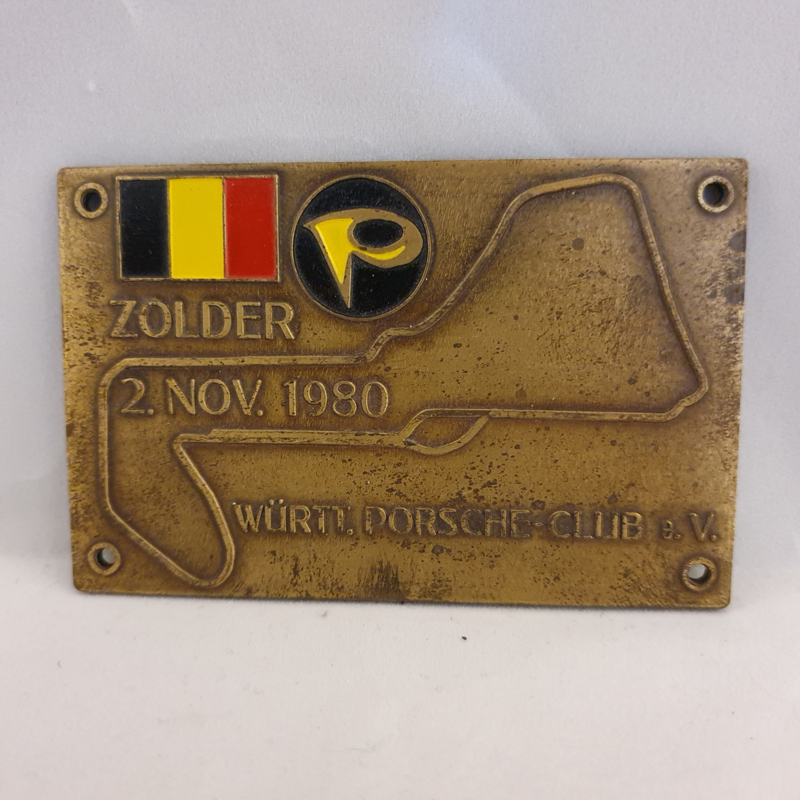 P
ZOLDER
2. NOV. 1980
WÜRTT. PORSCHE-CLUB e. V.